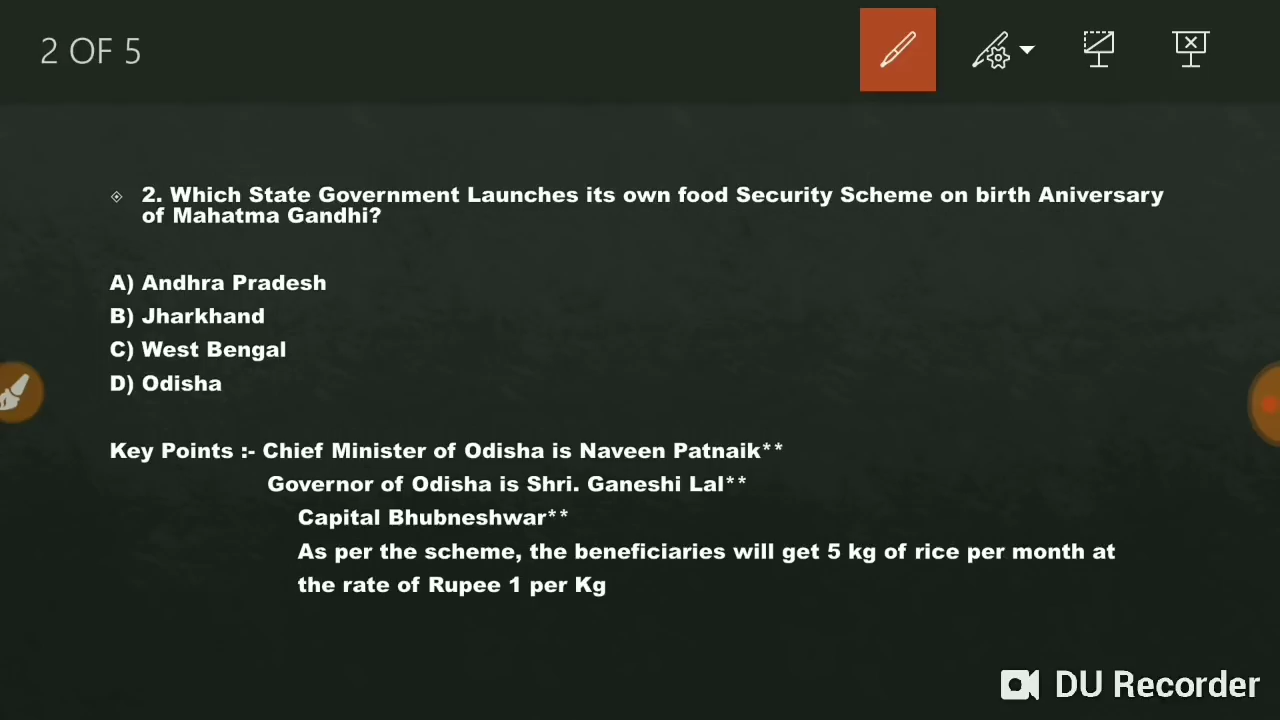 2 OF 5
2. Which State Government Launches its own food Security Scheme on birth Aniversary
of Mahatma Gandhi?
A) Andhra Pradesh
B) Jharkhand
C) West Bengal
D) Odisha
Key Points :- Chief Minister of Odisha is Naveen Patnaik**
Governor of Odisha is Shri. Ganeshi Lal**
Capital Bhubneshwar**
As per the scheme, the beneficiaries will get 5 kg of rice per month at
the rate of Rupee 1 per Kg
DU Recorder